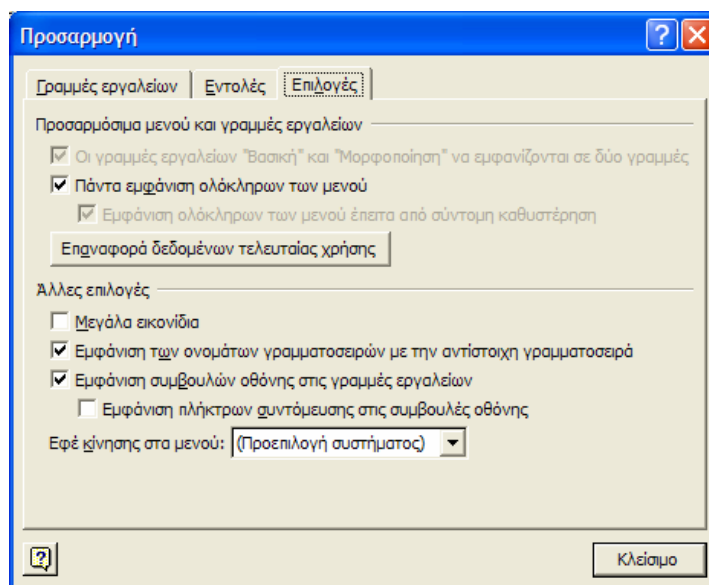 Προσαρμογή
Γραμμές εργαλείων Εντολές Επιλογές
Προσαρμόσιμα μενού και γραμμές εργαλείων
Οι γραμμές εργαλείων "Βασική" και "Μορφοποίηση" να εμφανίζονται σε δύο γραμμές
Πάντα εμφάνιση ολόκληρων των μενού
Εμφάνιση ολόκληρων των μενού έπειτα από σύντομη καθυστέρηση
Επαναφορά δεδομένων τελευταίας χρήσης
Άλλες επιλογές
Μεγάλα εικονίδια
Εμφάνιση των ονομάτων γραμματοσειρών με την αντίστοιχη γραμματοσειρά
Εμφάνιση συμβουλών οθόνης στις γραμμές εργαλείων
Εμφάνιση πλήκτρων συντόμευσης στις συμβουλές οθόνης
Εφέ κίνησης στα μενού: (Προεπιλογή συστήματος)
Κλείσιμο